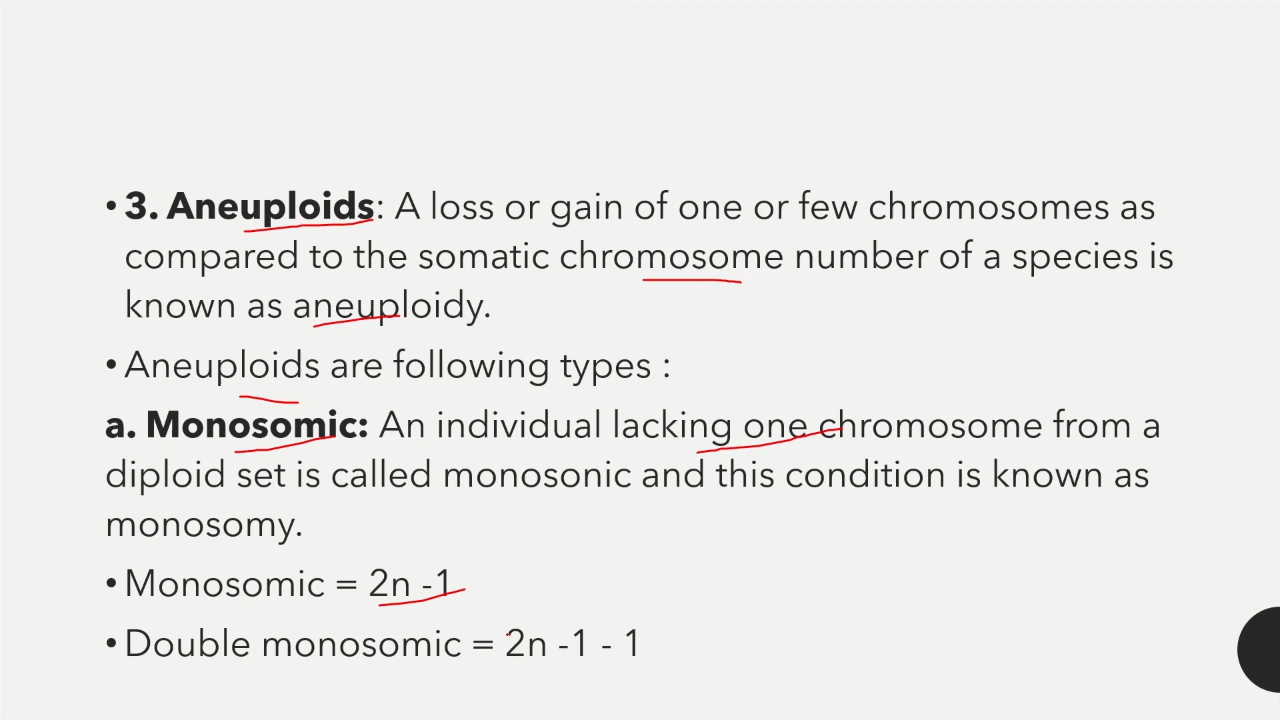 • 3. Aneuploids: A loss or gain of one or few chromosomes as
compared to the somatic chromosome number of a species is
known as aneuploidy.
• Aneuploids are following types :
a. Monosomic: An individual lacking one chromosome from a
diploid set is called monosonic and this condition is known as
monosomy.
• Monosomic = 2n -1
• Double monosomic = 2n -1 - 1